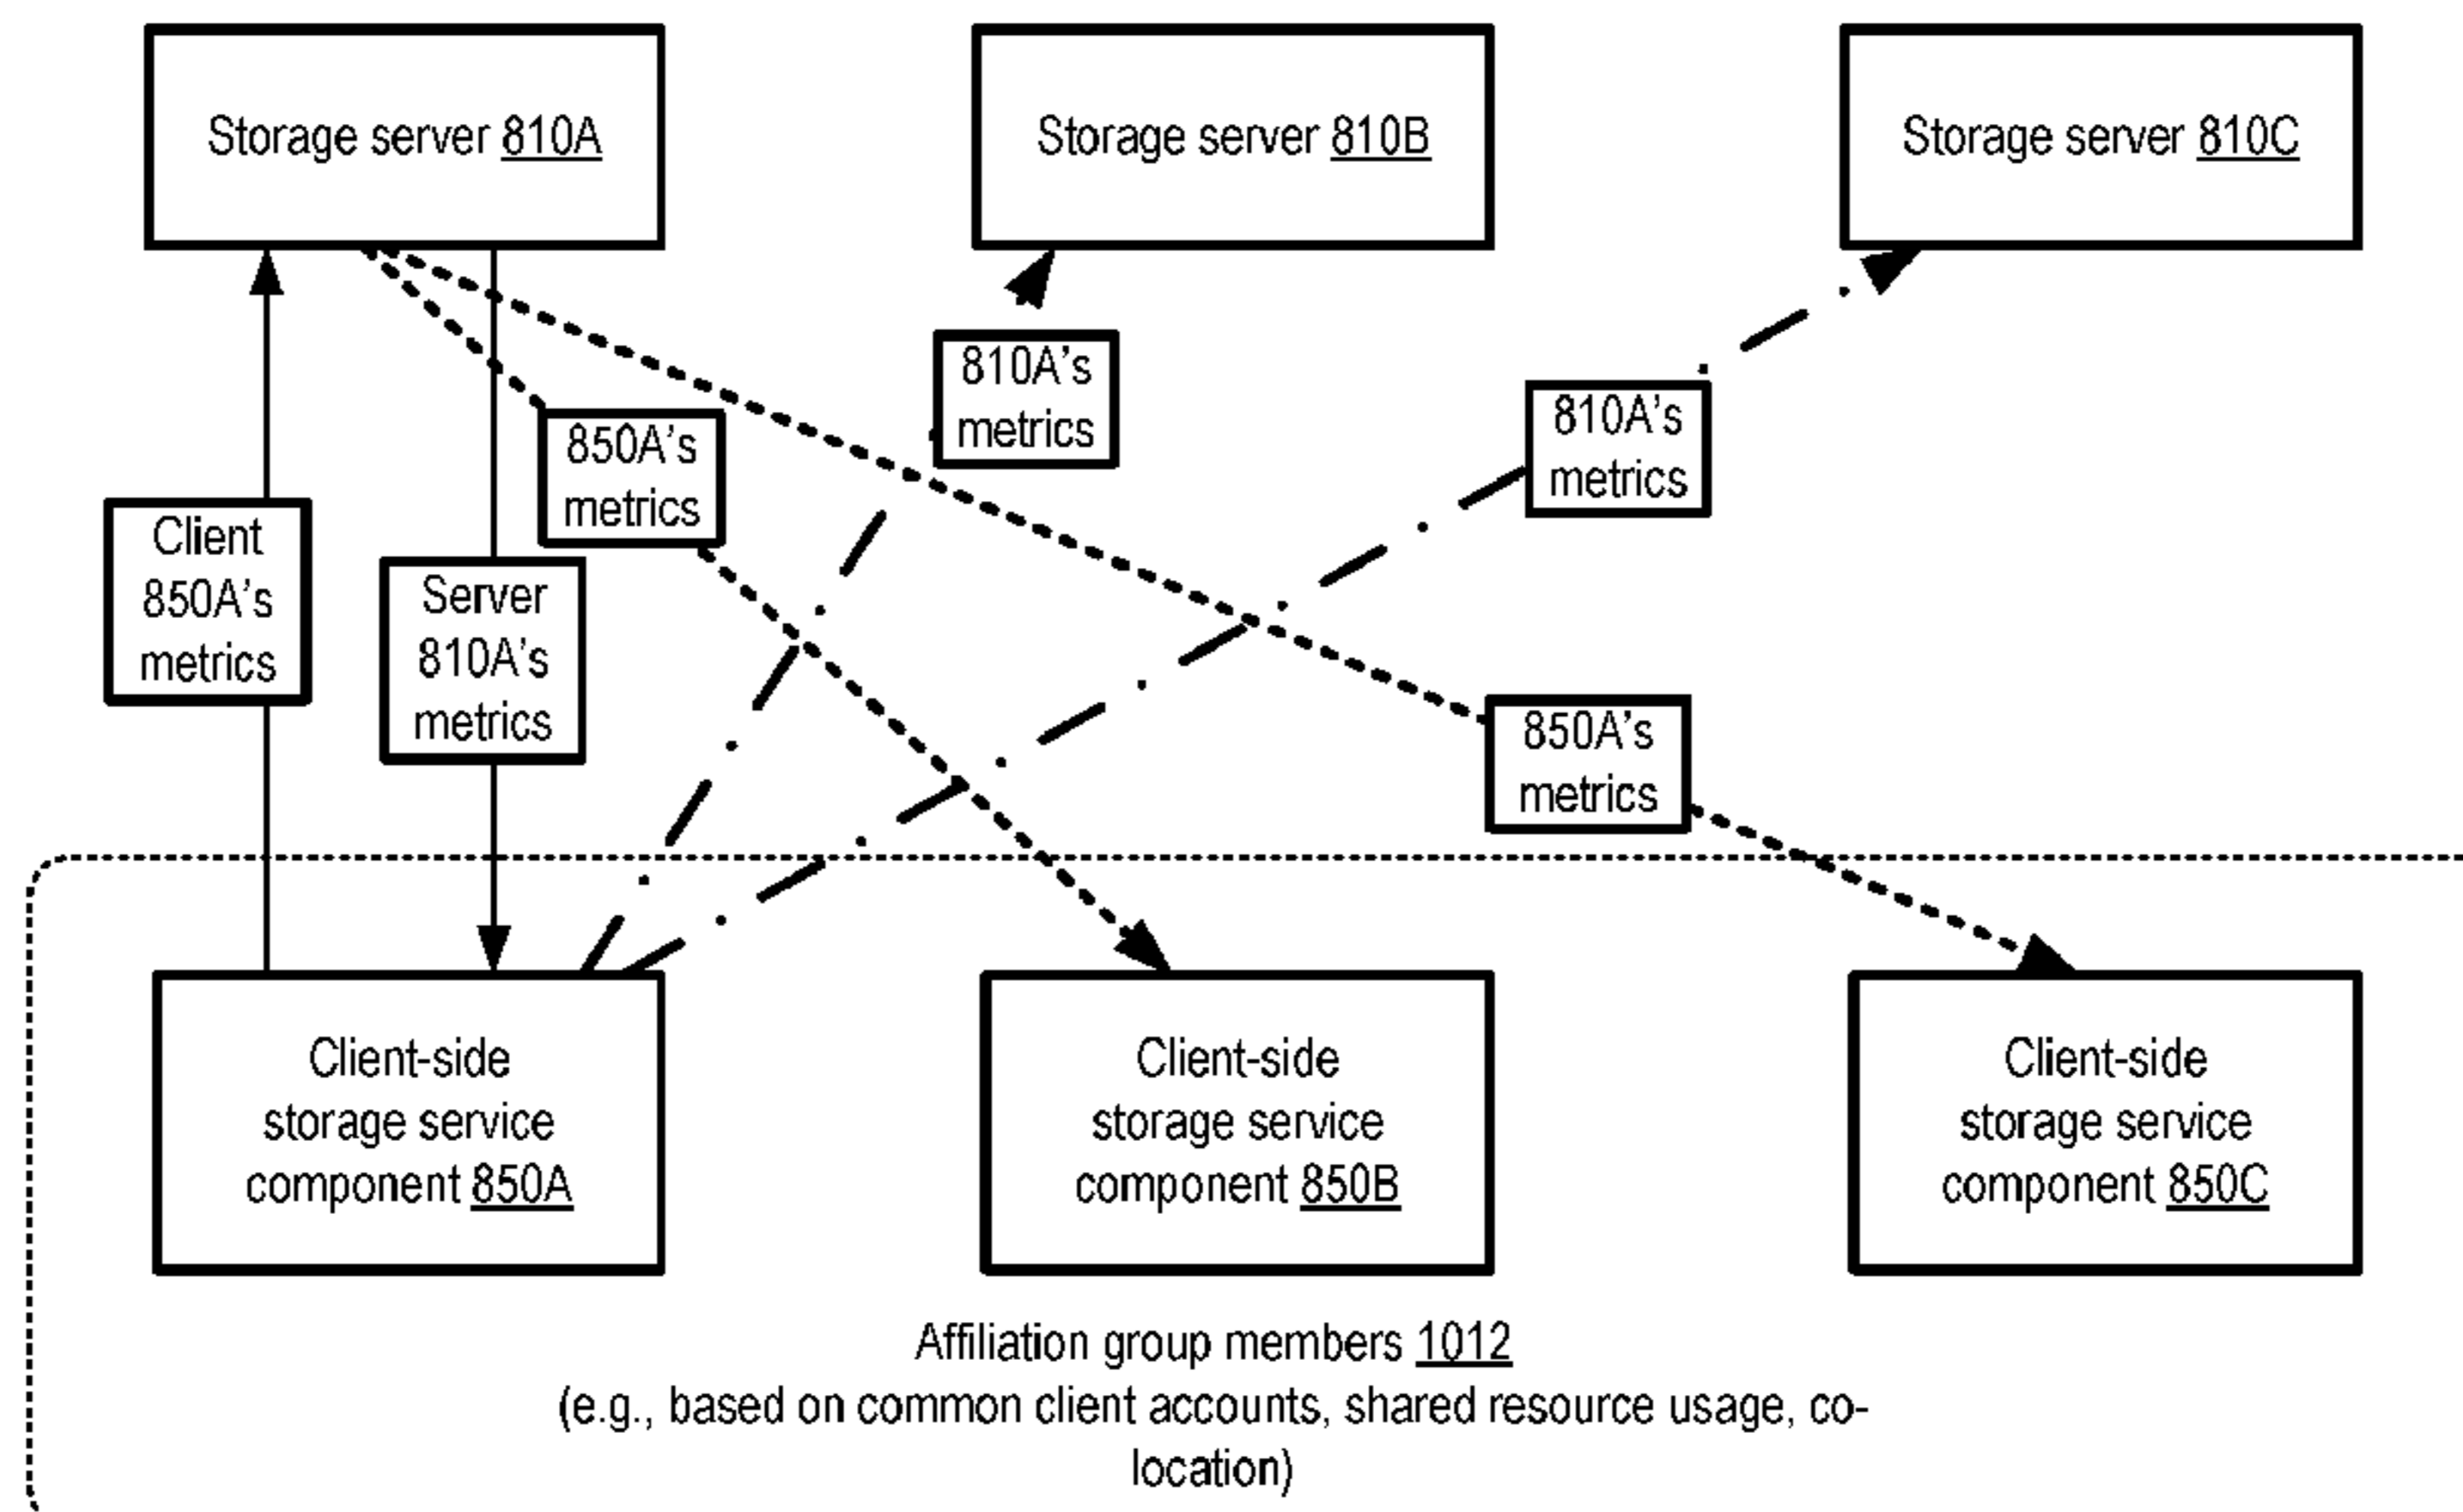 Storage server 810A
Storage server 810B
Storage server 810C
810A's
metrics
810A's
metrics
850A's
metrics
Client
850A's
metrics
Server
810A's
metrics
850A's
metrics
Client-side
storage service
component 850A
Client-side
storage service
component 850B
Client-side
storage service
component 850C
Affiliation group members 1012
(e.g., based on common client accounts, shared resource usage, co-
location)